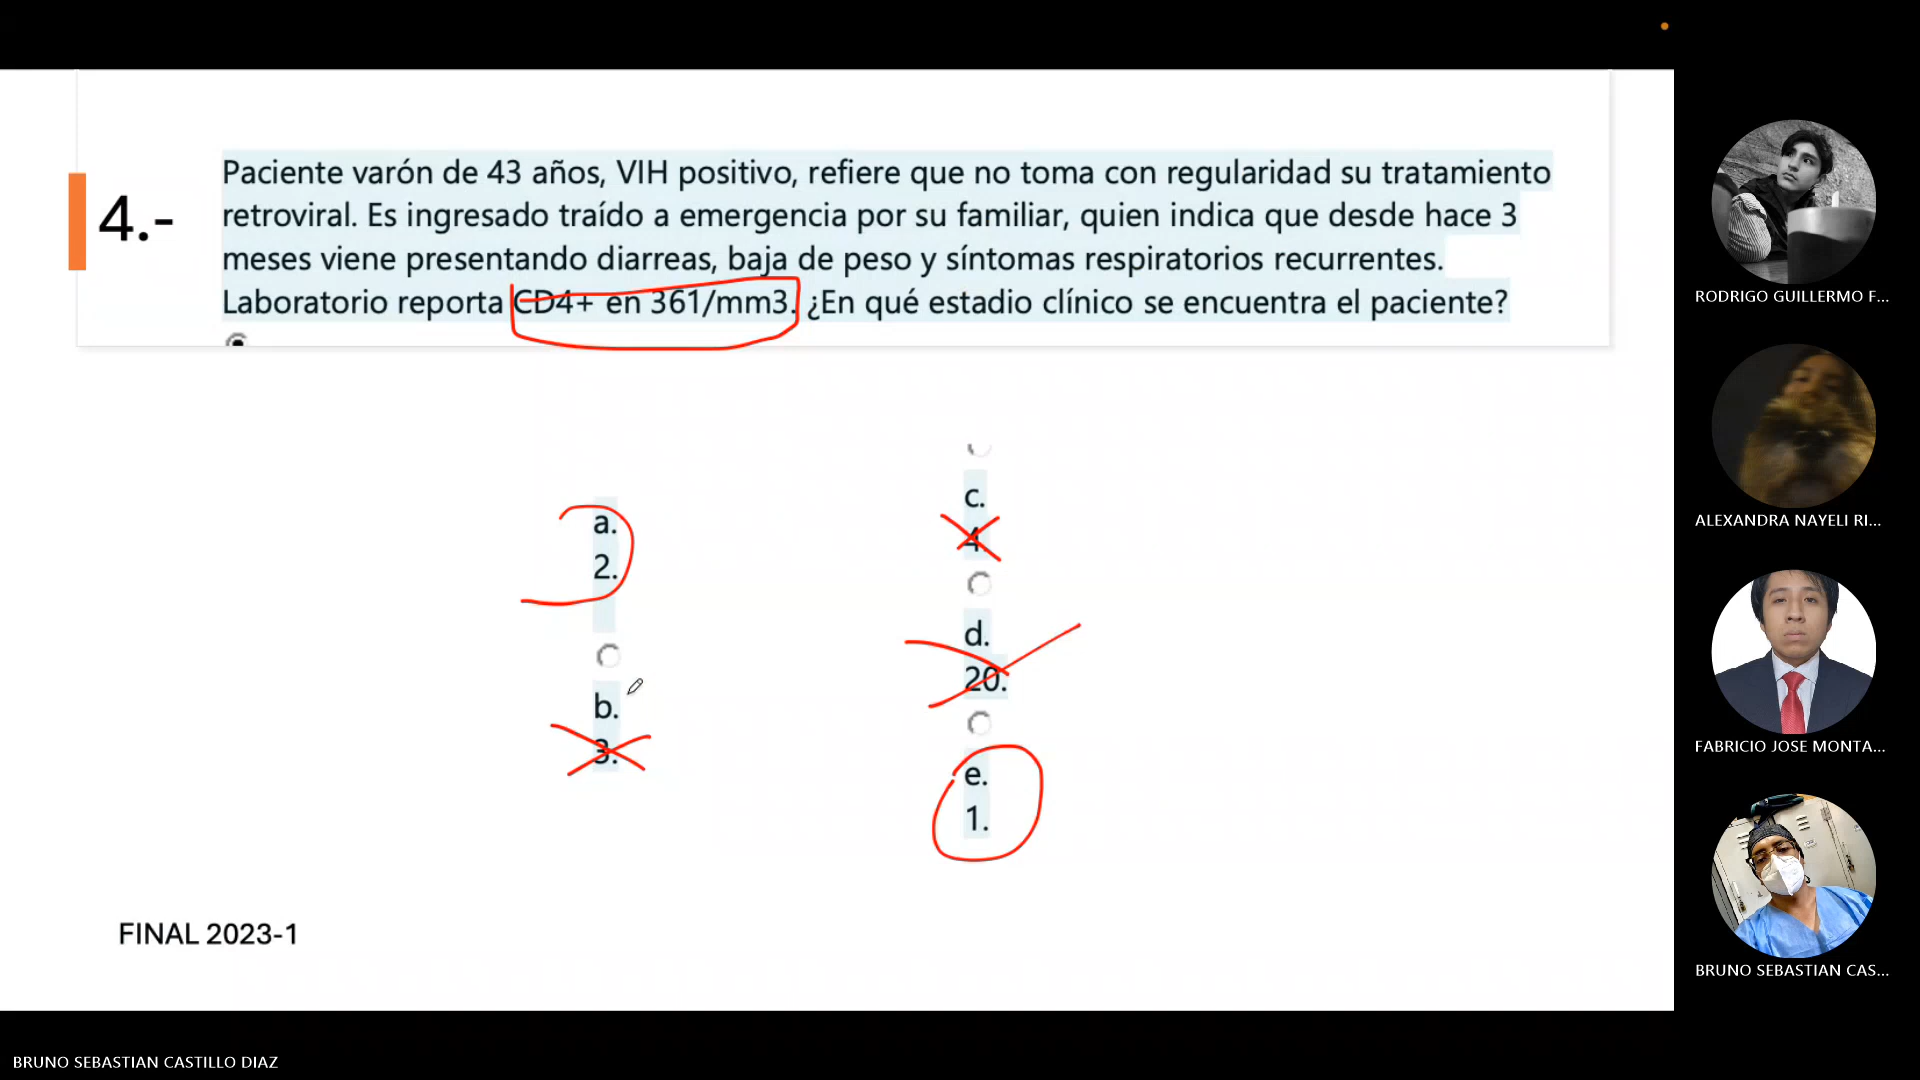 4.-
Paciente varón de 43 años, VIH positivo, refiere que no toma con regularidad su tratamiento
retroviral. Es ingresado traído a emergencia por su familiar, quien indica que desde hace 3
meses viene presentando diarreas, baja de peso y síntomas respiratorios recurrentes.
Laboratorio reporta CD4+ en 361/mm3. ¿En qué estadio clínico se encuentra el paciente?
a.
2.
b.
3.
c.
4.
d.
20.
e.
1.
FINAL 2023-1
RODRIGO GUILLERMO F...
ALEXANDRA NAYELI RI...
FABRICIO JOSE MONTA...
BRUNO SEBASTIAN CAS...
BRUNO SEBASTIAN CASTILLO DIAZ